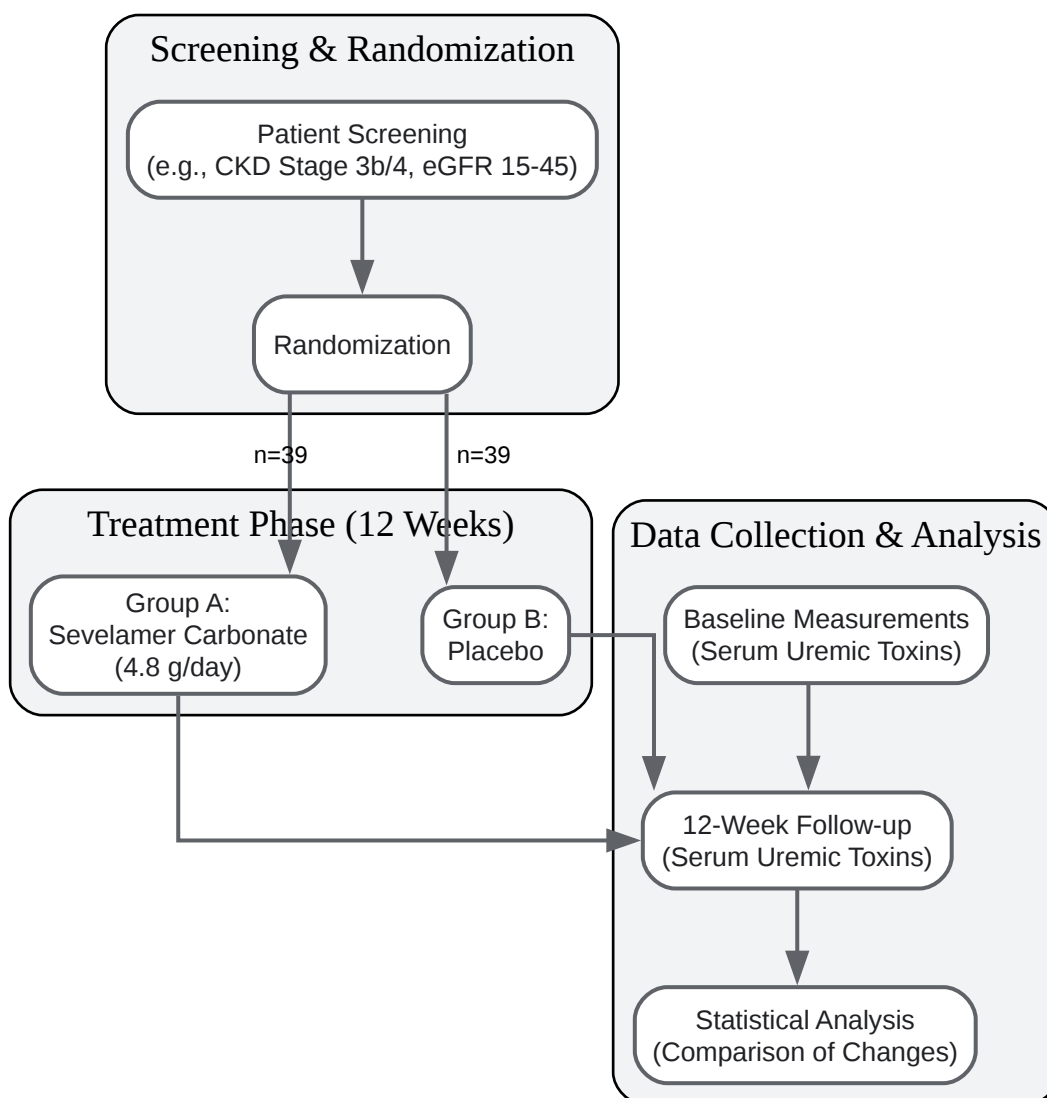 Screening & Randomization
Patient Screening
(e.g., CKD Stage 3b/4, eGFR 15-45)
Randomization
n=39
n=39
Treatment Phase (12 Weeks)
Group A:
Sevelamer Carbonate
(4.8 g/day)
Group B:
Placebo
Data Collection & Analysis
Baseline Measurements
(Serum Uremic Toxins)
12-Week Follow-up
(Serum Uremic Toxins)
Statistical Analysis
(Comparison of Changes)